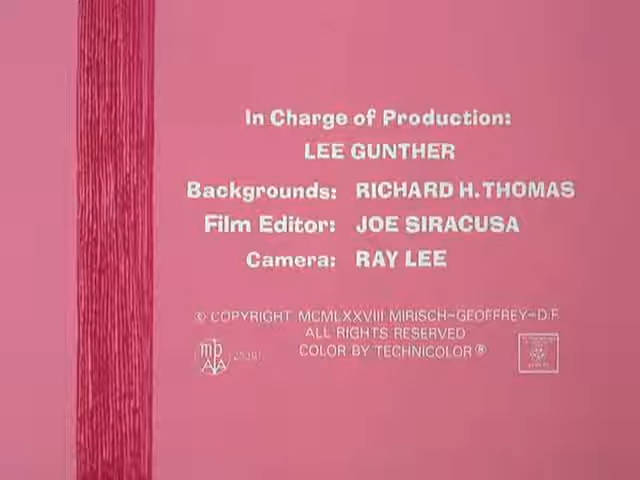 In Charge of Production:
LEE GUNTHER
Backgrounds: RICHARD H. THOMAS
Film Editor: JOE SIRACUSA
Camera: RAY LEE
© COPYRIGHT MCMLXXVIII MIRISCH-GEOFFREY-D.F.
ALL RIGHTS RESERVED
COLOR BY TECHNICOLOR®